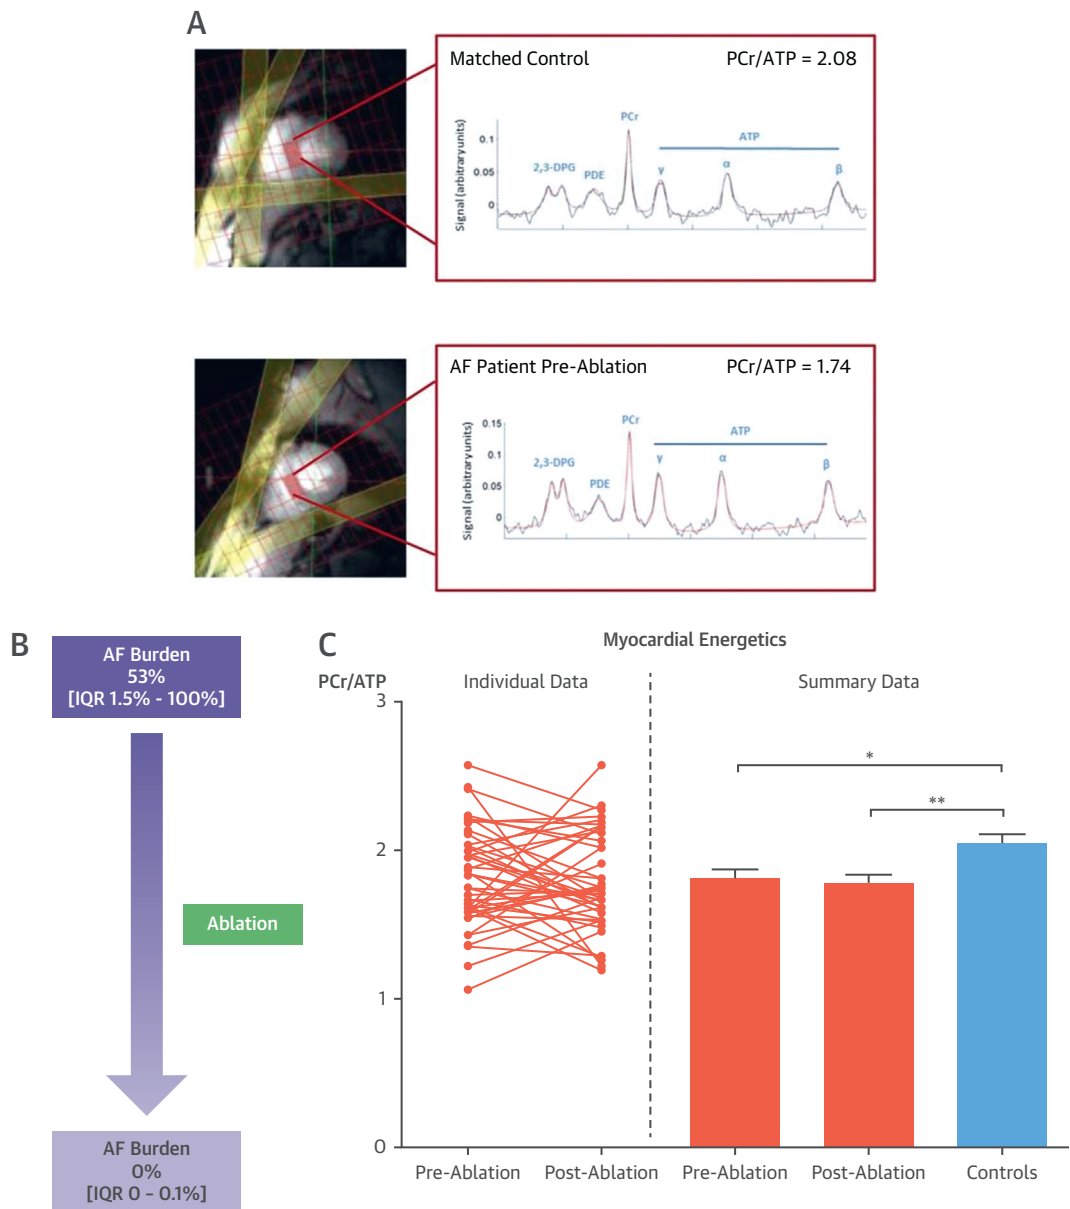 A
Matched Control PCr/ATP = 2.08
PCr
ATP
2,3-DPG
PDE
γ
α
β
Signal (arbitrary units)
0.1
0.05
0
AF Patient Pre-Ablation PCr/ATP = 1.74
PCr
ATP
2,3-DPG
PDE
γ
α
β
Signal (arbitrary units)
0.15
0.1
0.05
0
B
AF Burden
53%
[IQR 1.5% - 100%]
Ablation
AF Burden
0%
[IQR 0 - 0.1%]
C
Myocardial Energetics
PCr/ATP
Individual Data
Summary Data
3
2
1
0
*
**
Pre-Ablation
Post-Ablation
Pre-Ablation
Post-Ablation
Controls